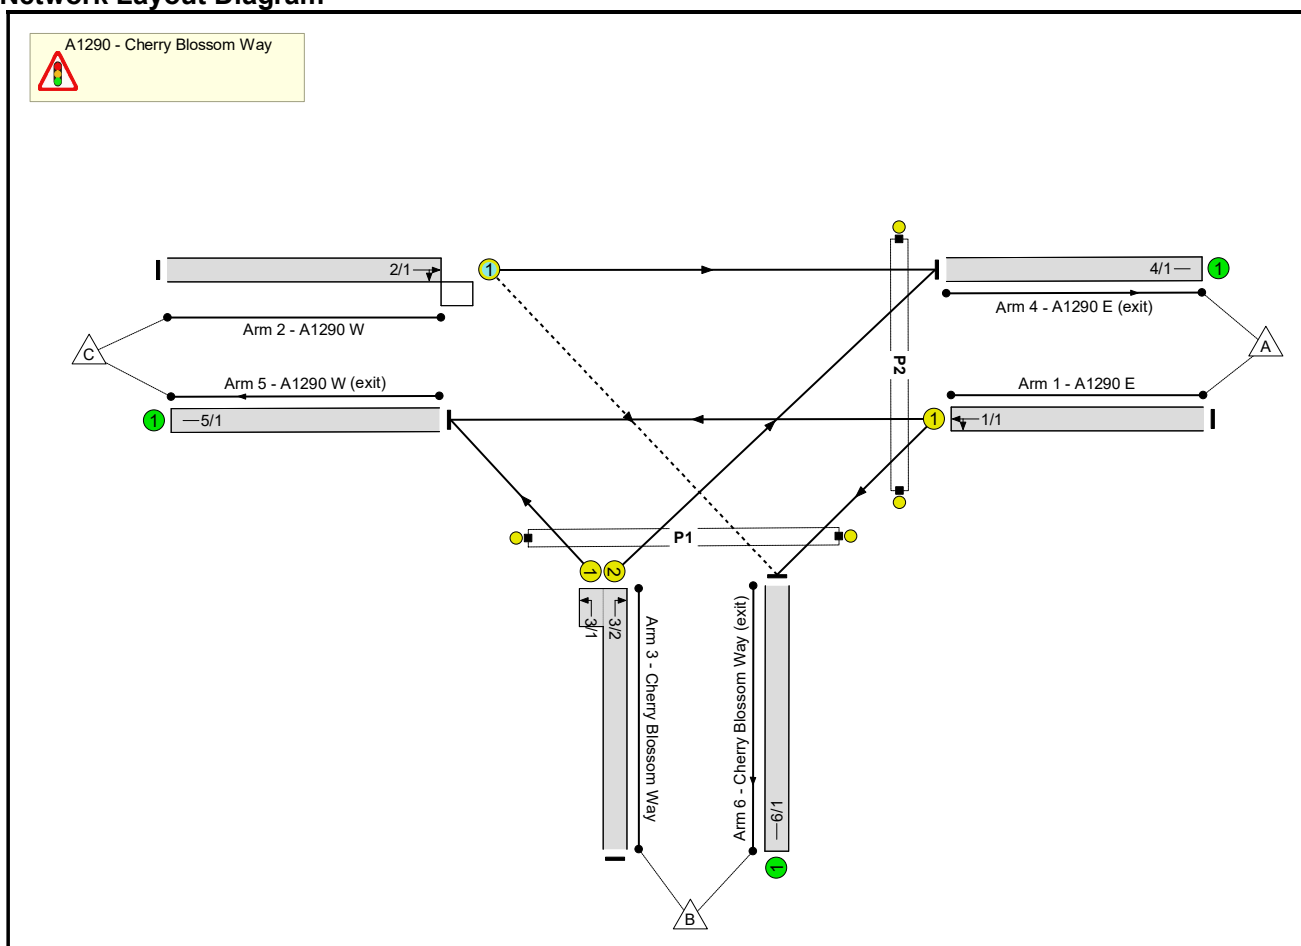 Network Layout Diagram
A1290 - Cherry Blossom Way
2/1
1
4/1
1
Arm 2 - A1290 W
Arm 4 - A1290 E (exit)
C
A
P2
Arm 5 - A1290 W (exit)
Arm 1 - A1290 E
1
5/1
1
1/1
P1
1
2
3/1
3/2
Arm 3 - Cherry Blossom Way
Arm 6 - Cherry Blossom Way (exit)
6/1
1
B